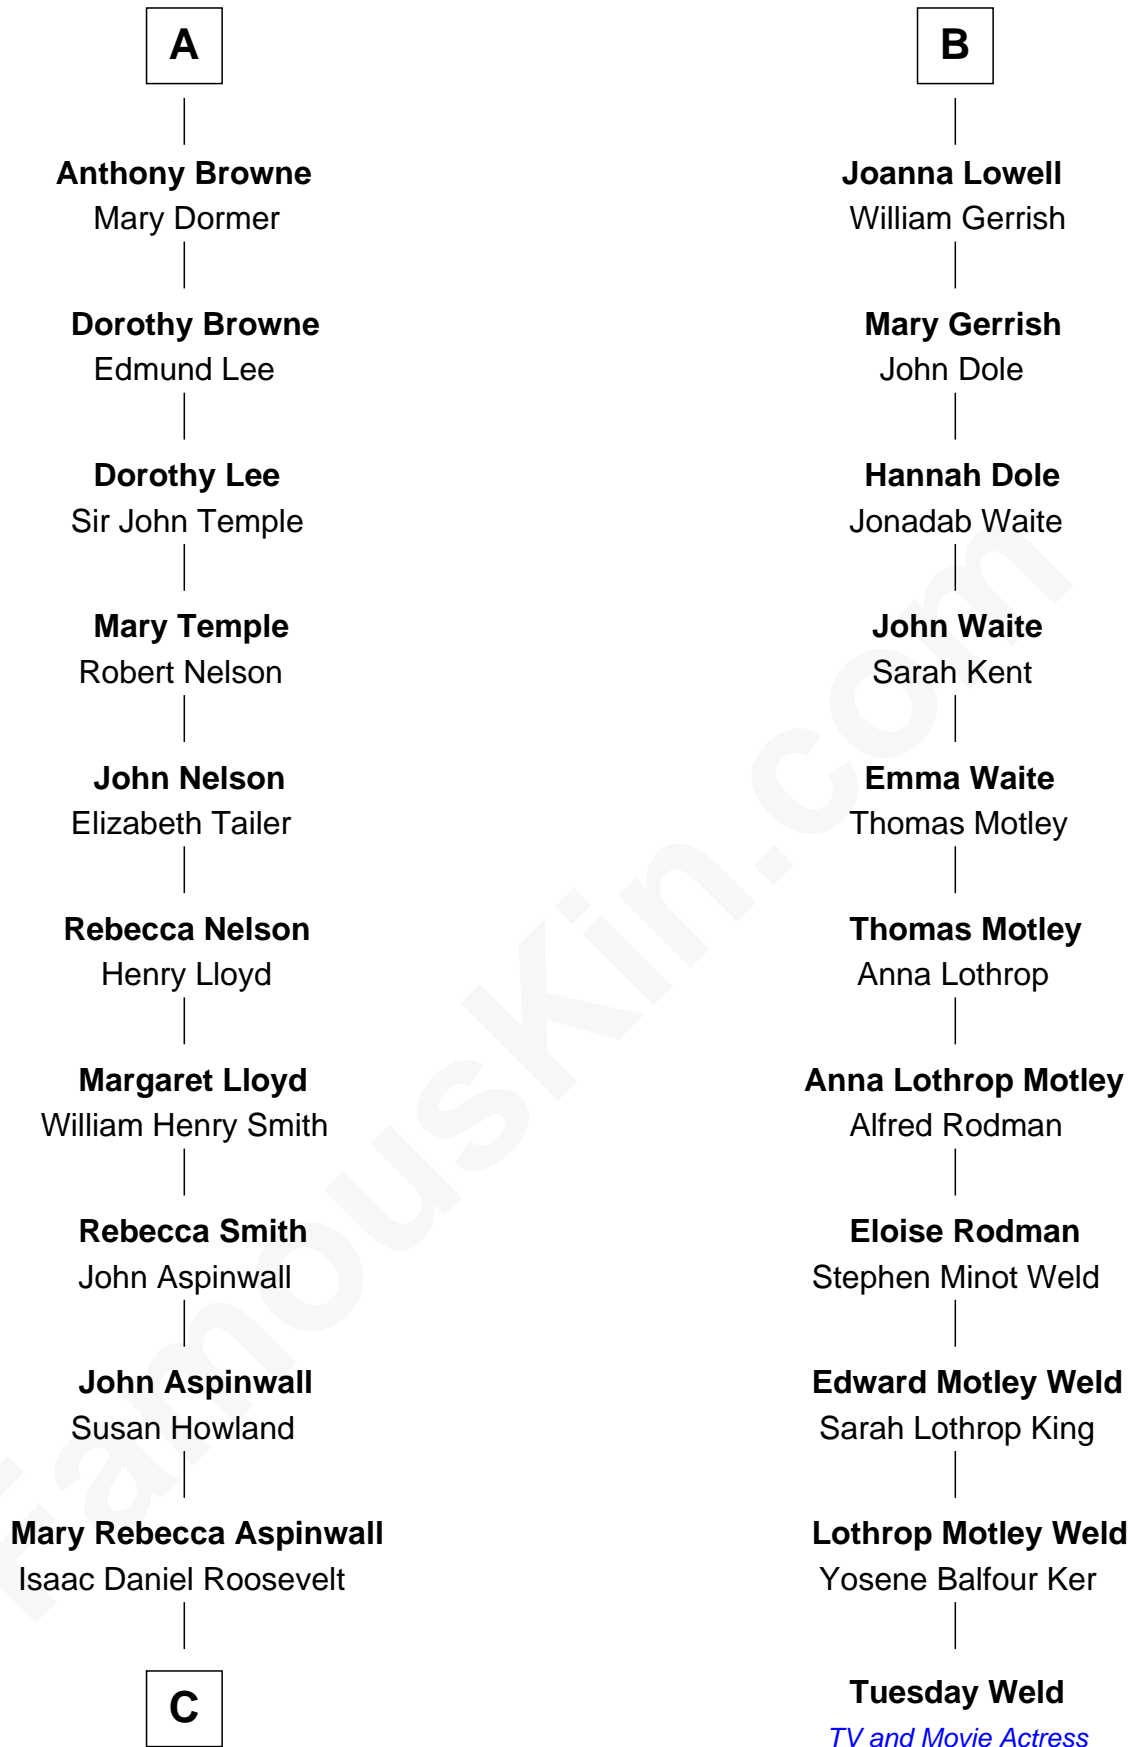 A
Anthony Browne
Mary Dormer
Dorothy Browne
Edmund Lee
Dorothy Lee
Sir John Temple
Mary Temple
Robert Nelson
John Nelson
Elizabeth Tailer
Rebecca Nelson
Henry Lloyd
Margaret Lloyd
William Henry Smith
Rebecca Smith
John Aspinwall
John Aspinwall
Susan Howland
Mary Rebecca Aspinwall
Isaac Daniel Roosevelt
C
B
Joanna Lowell
William Gerrish
Mary Gerrish
John Dole
Hannah Dole
Jonadab Waite
John Waite
Sarah Kent
Emma Waite
Thomas Motley
Thomas Motley
Anna Lothrop
Anna Lothrop Motley
Alfred Rodman
Eloise Rodman
Stephen Minot Weld
Edward Motley Weld
Sarah Lothrop King
Lothrop Motley Weld
Yosene Balfour Ker
Tuesday Weld
TV and Movie Actress
FamousKin.com